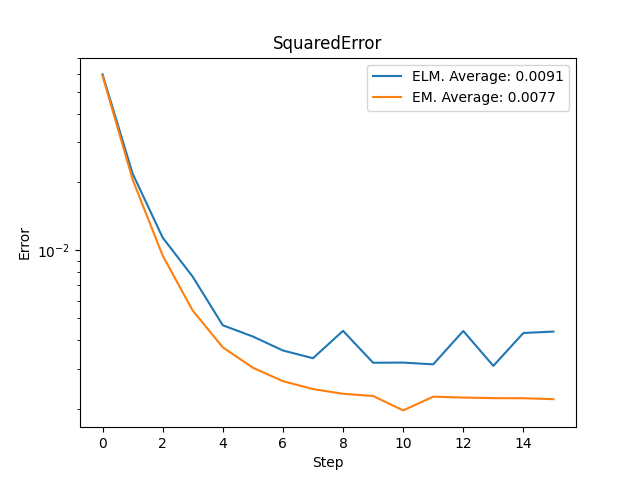 SquaredError
ELM. Average: 0.0091
EM. Average: 0.0077
Error
10⁻²
0 2 4 6 8 10 12 14
Step